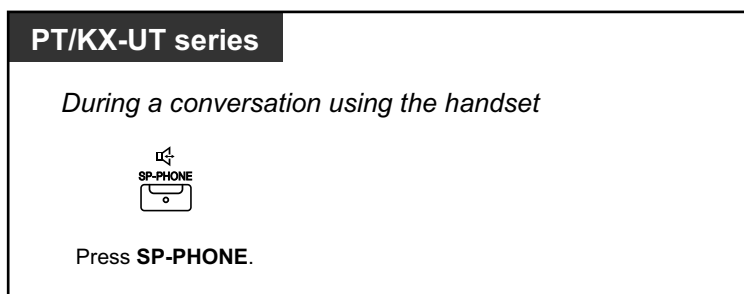 PT/KX-UT series
During a conversation using the handset
SP-PHONE
Press SP-PHONE.